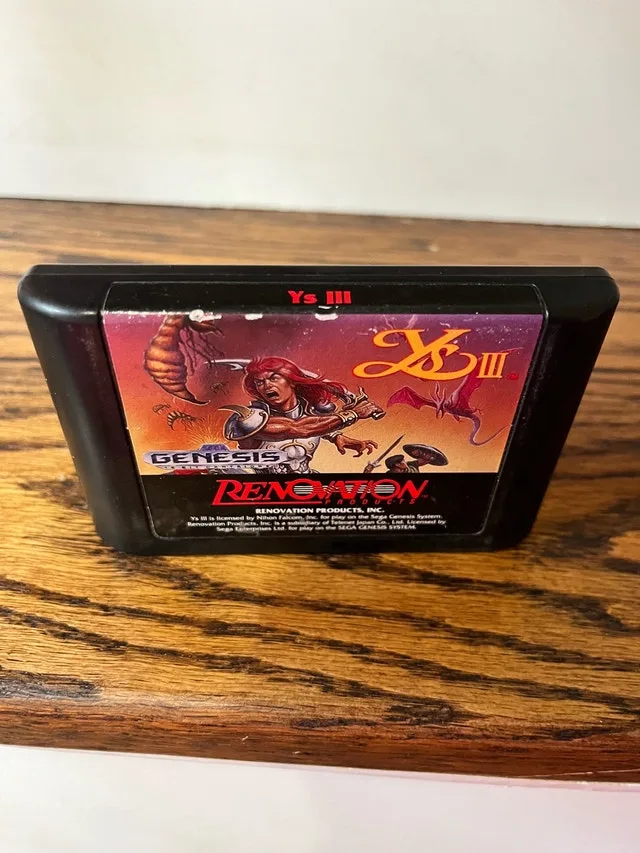 Ys III
Ys III
SEGA
GENESIS
RENOVATION
PRODUCTS
RENOVATION PRODUCTS, INC.
Ys III is licensed by Nihon Falcom, Inc. for play on the Sega Genesis System.
Renovation Products, Inc. is a subsidiary of Telenet Japan Co., Ltd. Licensed by
Sega Enterprises Ltd. for play on the SEGA GENESIS SYSTEM.